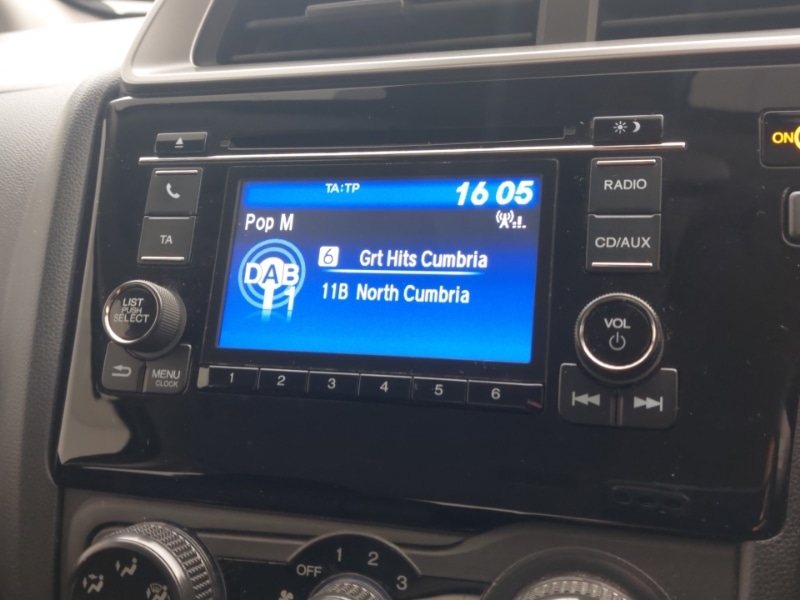 TA:TP 16 05
Pop M
DAB
1
6 Grt Hits Cumbria
11B North Cumbria
TA
LIST
PUSH
SELECT
MENU
CLOCK
1 2 3 4 5 6
RADIO
CD/AUX
VOL
ON
OFF 1 2 3